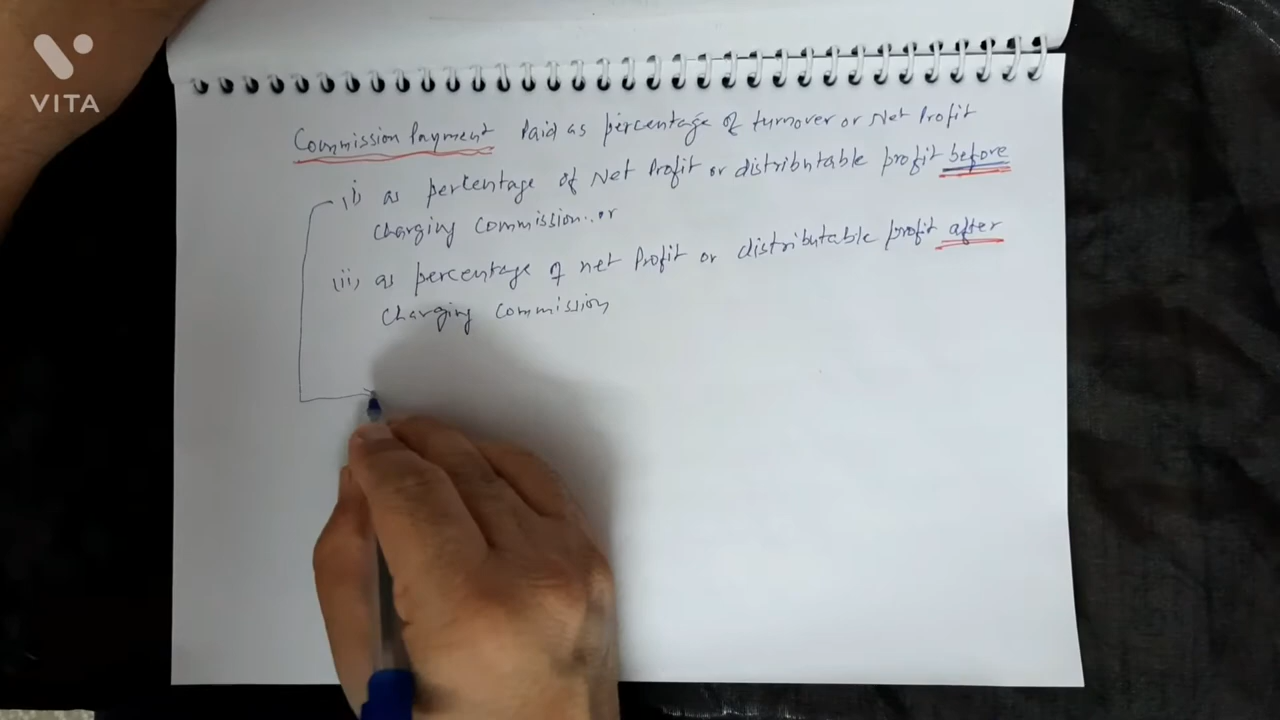 VITA
Commission Payment Paid as percentage of turnover or Net Profit
(i) as percentage of Net Profit or distributable profit before
charging commission..or
(ii) as percentage of net Profit or distributable profit after
charging commission